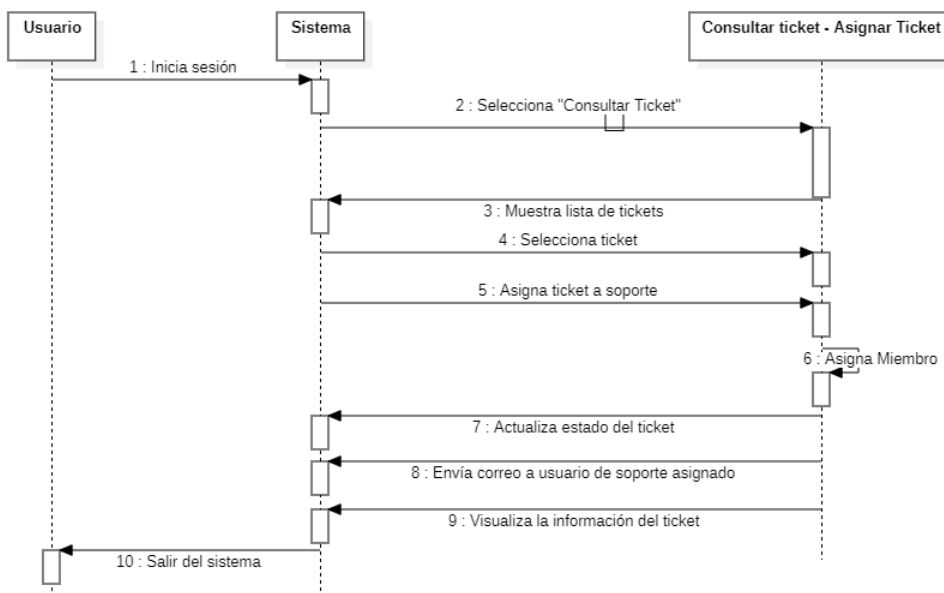 Usuario
Sistema
Consultar ticket - Asignar Ticket
1 : Inicia sesión
2 : Selecciona "Consultar Ticket"
3 : Muestra lista de tickets
4 : Selecciona ticket
5 : Asigna ticket a soporte
6 : Asigna Miembro
7 : Actualiza estado del ticket
8 : Envía correo a usuario de soporte asignado
9 : Visualiza la información del ticket
10 : Salir del sistema